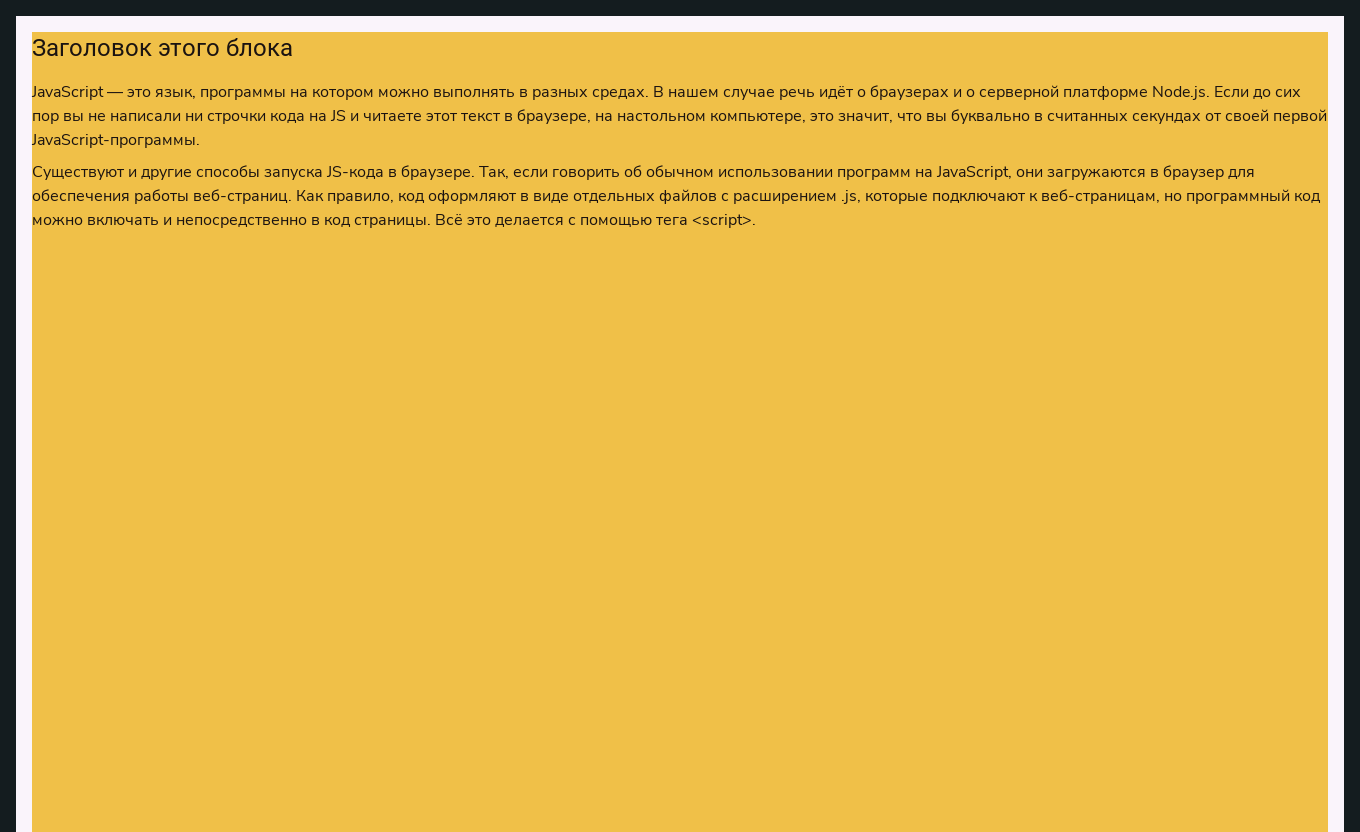 Заголовок этого блока
JavaScript — это язык, программы на котором можно выполнять в разных средах. В нашем случае речь идёт о браузерах и о серверной платформе Node.js. Если до сих
пор вы не написали ни строчки кода на JS и читаете этот текст в браузере, на настольном компьютере, это значит, что вы буквально в считанных секундах от своей первой
JavaScript-программы.
Существуют и другие способы запуска JS-кода в браузере. Так, если говорить об обычном использовании программ на JavaScript, они загружаются в браузер для
обеспечения работы веб-страниц. Как правило, код оформляют в виде отдельных файлов с расширением .js, которые подключают к веб-страницам, но программный код
можно включать и непосредственно в код страницы. Всё это делается с помощью тега <script>.